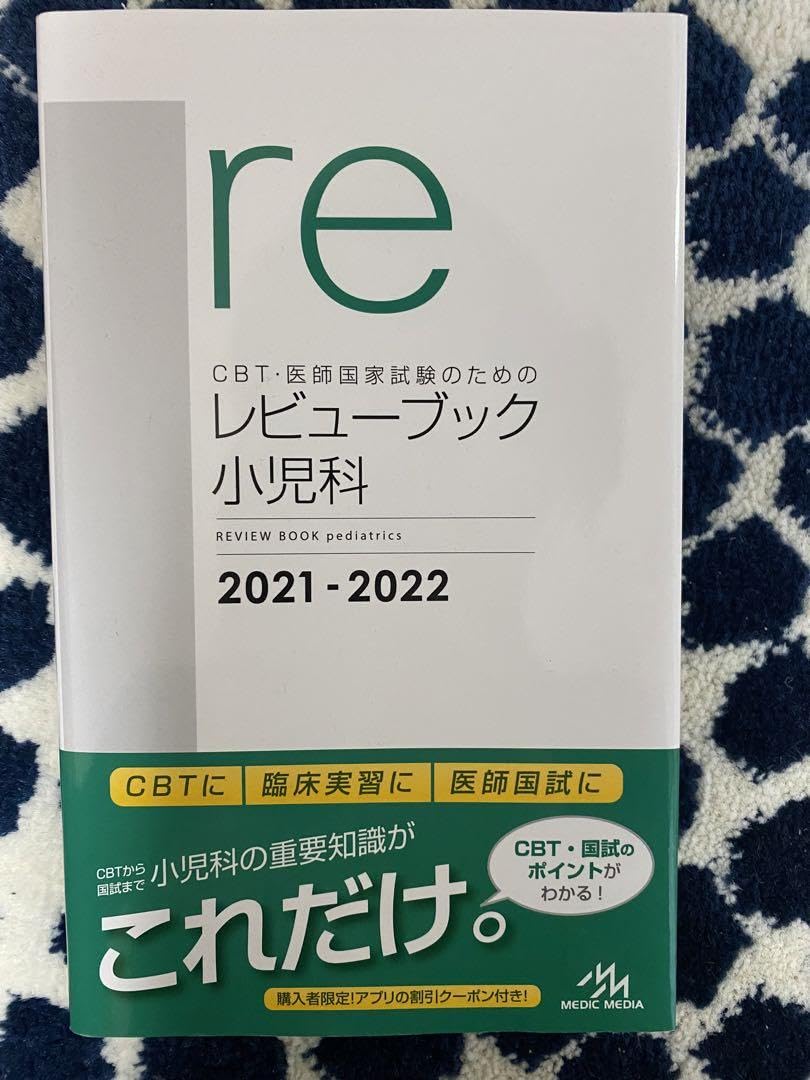 re
CBT・医師国家試験のための
レビューブック
小児科
REVIEW BOOK pediatrics
2021-2022
CBTに
臨床実習に
医師国試に
CBTから
国試まで
小児科の重要知識が
これだけ。
CBT・国試の
ポイントが
わかる!
購入者限定!アプリの割引クーポン付き!
MEDIC MEDIA